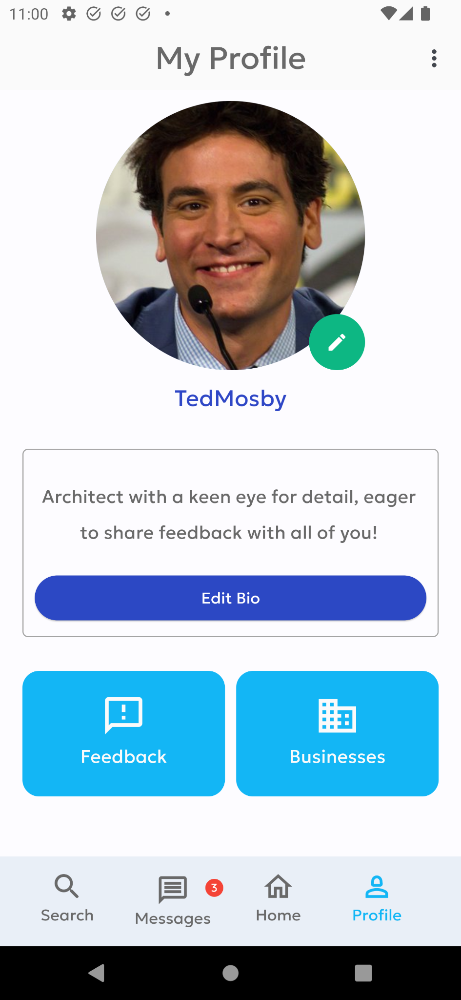 11:00
My Profile
TedMosby
Architect with a keen eye for detail, eager
to share feedback with all of you!
Edit Bio
Feedback
Businesses
Search
Messages
3
Home
Profile